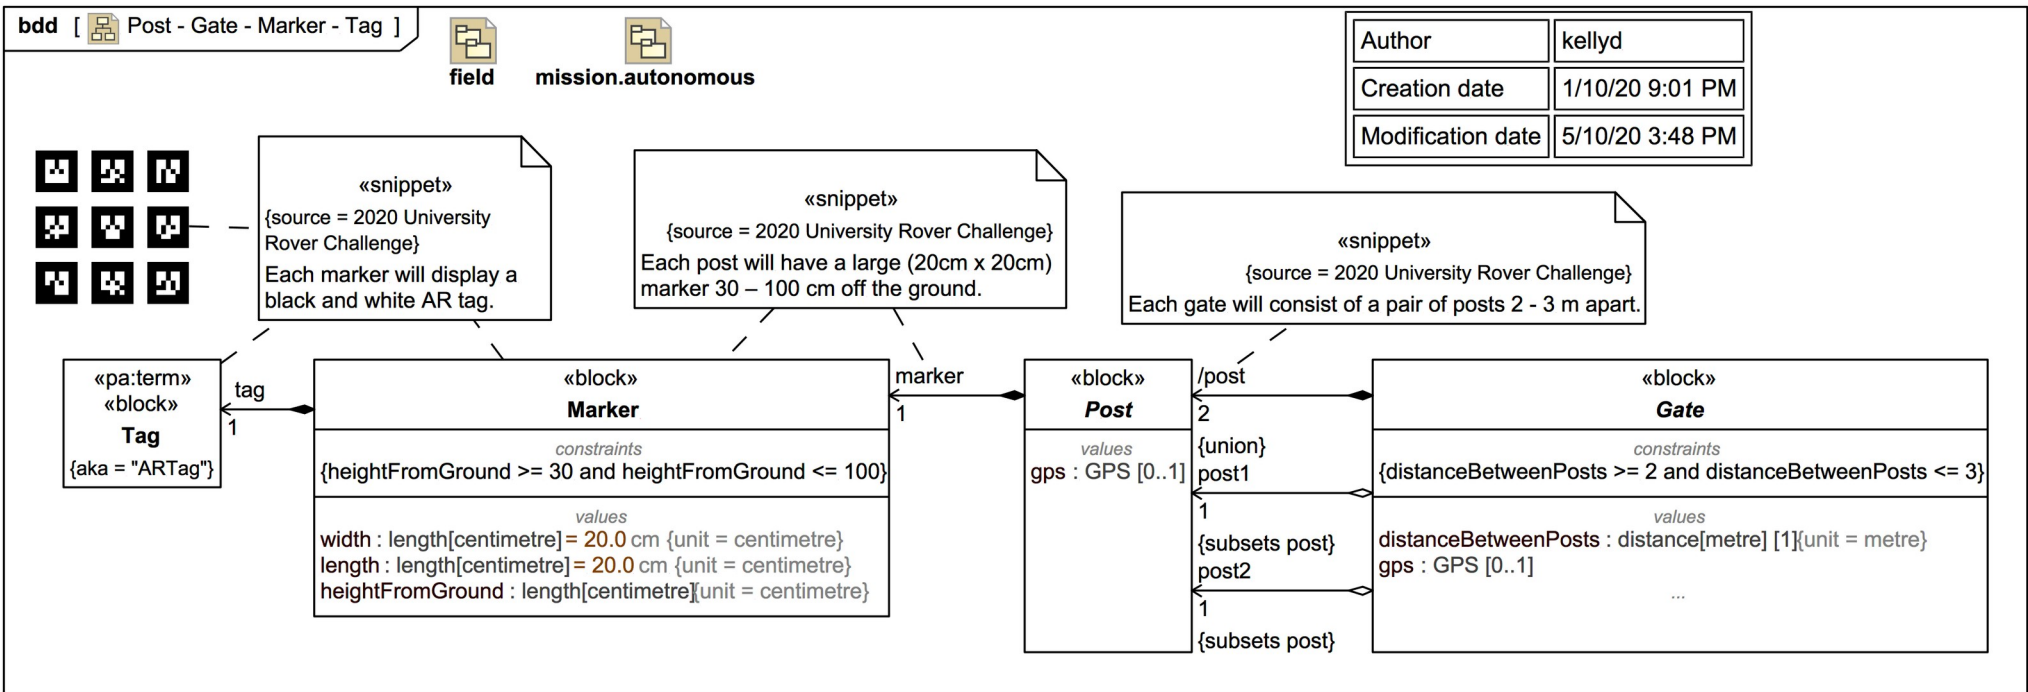 bdd [ Post - Gate - Marker - Tag ]
field
mission.autonomous
Author kellyd
Creation date 1/10/20 9:01 PM
Modification date 5/10/20 3:48 PM
«snippet»
{source = 2020 University
Rover Challenge}
Each marker will display a
black and white AR tag.
«snippet»
{source = 2020 University Rover Challenge}
Each post will have a large (20cm x 20cm)
marker 30 – 100 cm off the ground.
«snippet»
{source = 2020 University Rover Challenge}
Each gate will consist of a pair of posts 2 - 3 m apart.
«pa:term»
«block»
Tag
{aka = "ARTag"}
tag
1
«block»
Marker
constraints
{heightFromGround >= 30 and heightFromGround <= 100}
values
width : length[centimetre] = 20.0 cm {unit = centimetre}
length : length[centimetre] = 20.0 cm {unit = centimetre}
heightFromGround : length[centimetre]{unit = centimetre}
marker
1
«block»
Post
values
gps : GPS [0..1]
/post
2
{union}
post1
1
{subsets post}
post2
1
{subsets post}
«block»
Gate
constraints
{distanceBetweenPosts >= 2 and distanceBetweenPosts <= 3}
values
distanceBetweenPosts : distance[metre] [1]{unit = metre}
gps : GPS [0..1]
...